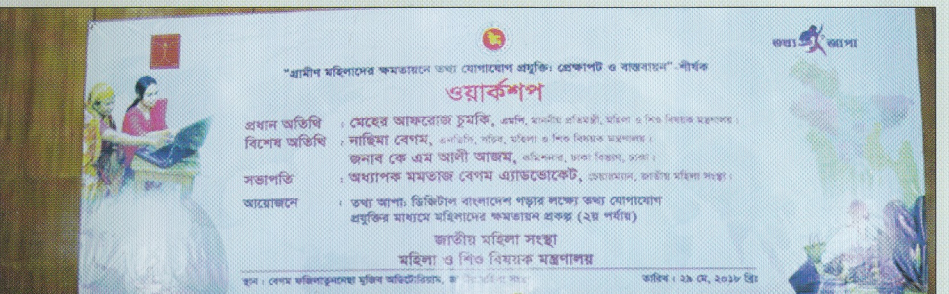 তথ্য আপা
“গ্রামীণ মহিলাদের ক্ষমতায়নে তথ্য যোগাযোগ প্রযুক্তি: প্রেক্ষাপট ও বাস্তবায়ন”-শীর্ষক
ওয়ার্কশপ
প্রধান অতিথি : মেহের আফরোজ চুমকি, এমপি, মাননীয় প্রতিমন্ত্রী, মহিলা ও শিশু বিষয়ক মন্ত্রণালয়।
বিশেষ অতিথি : নাছিমা বেগম, এনডিসি, সচিব, মহিলা ও শিশু বিষয়ক মন্ত্রণালয়।
জনাব কে এম আলী আজম, কমিশনার, ঢাকা বিভাগ, ঢাকা।
সভাপতি : অধ্যাপক মমতাজ বেগম এ্যাডভোকেট, চেয়ারম্যান, জাতীয় মহিলা সংস্থা।
আয়োজনে : তথ্য আপা: ডিজিটাল বাংলাদেশ গড়ার লক্ষ্যে তথ্য যোগাযোগ
প্রযুক্তির মাধ্যমে মহিলাদের ক্ষমতায়ন প্রকল্প (২য় পর্যায়)
জাতীয় মহিলা সংস্থা
মহিলা ও শিশু বিষয়ক মন্ত্রণালয়
স্থান : বেগম ফজিলাতুননেছা মুজিব অডিটোরিয়াম, মহিলা তারিখ : ২৯ মে, ২০১৮ খ্রিঃ